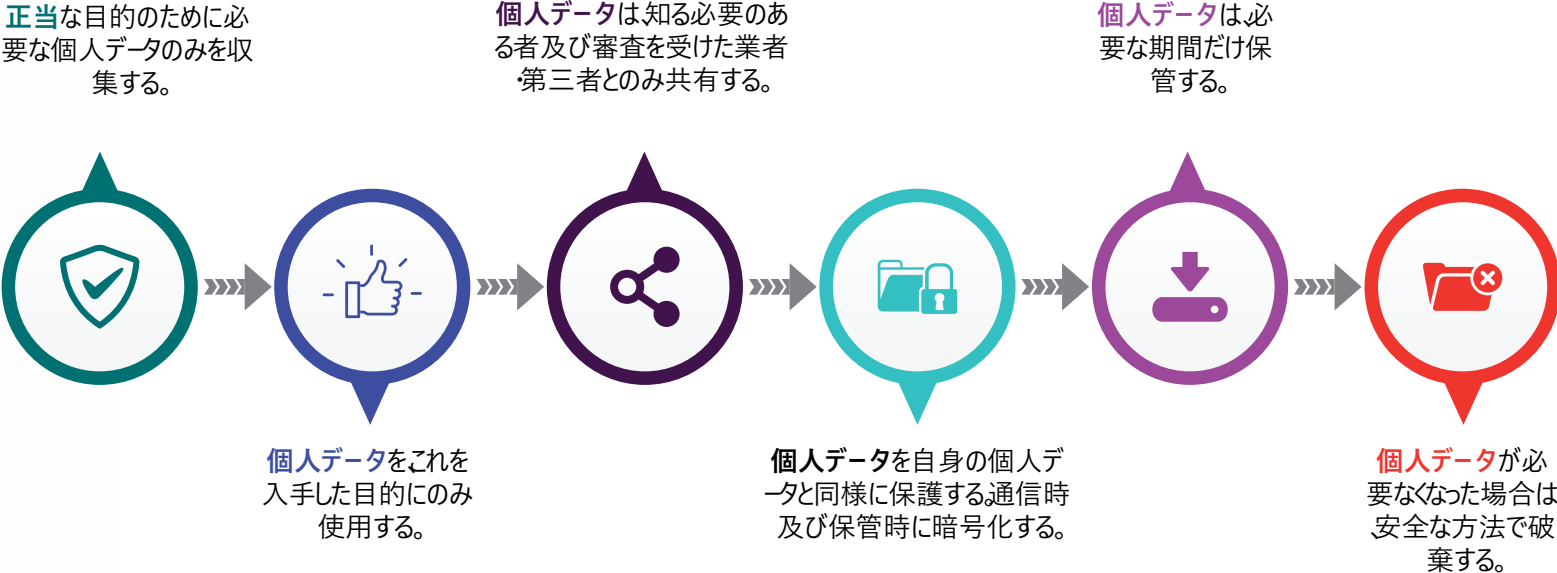 正当な目的のために必
要な個人データのみを収
集する。
個人データをこれを
入手した目的にのみ
使用する。
個人データは、知る必要のあ
る者及び審査を受けた業者
・第三者とのみ共有する。
個人データを自身の個人デ
ータと同様に保護する。通信時
及び保管時に暗号化する。
個人データは、必
要な期間だけ保
管する。
個人データが必
要なくなった場合は
、安全な方法で破
棄する。